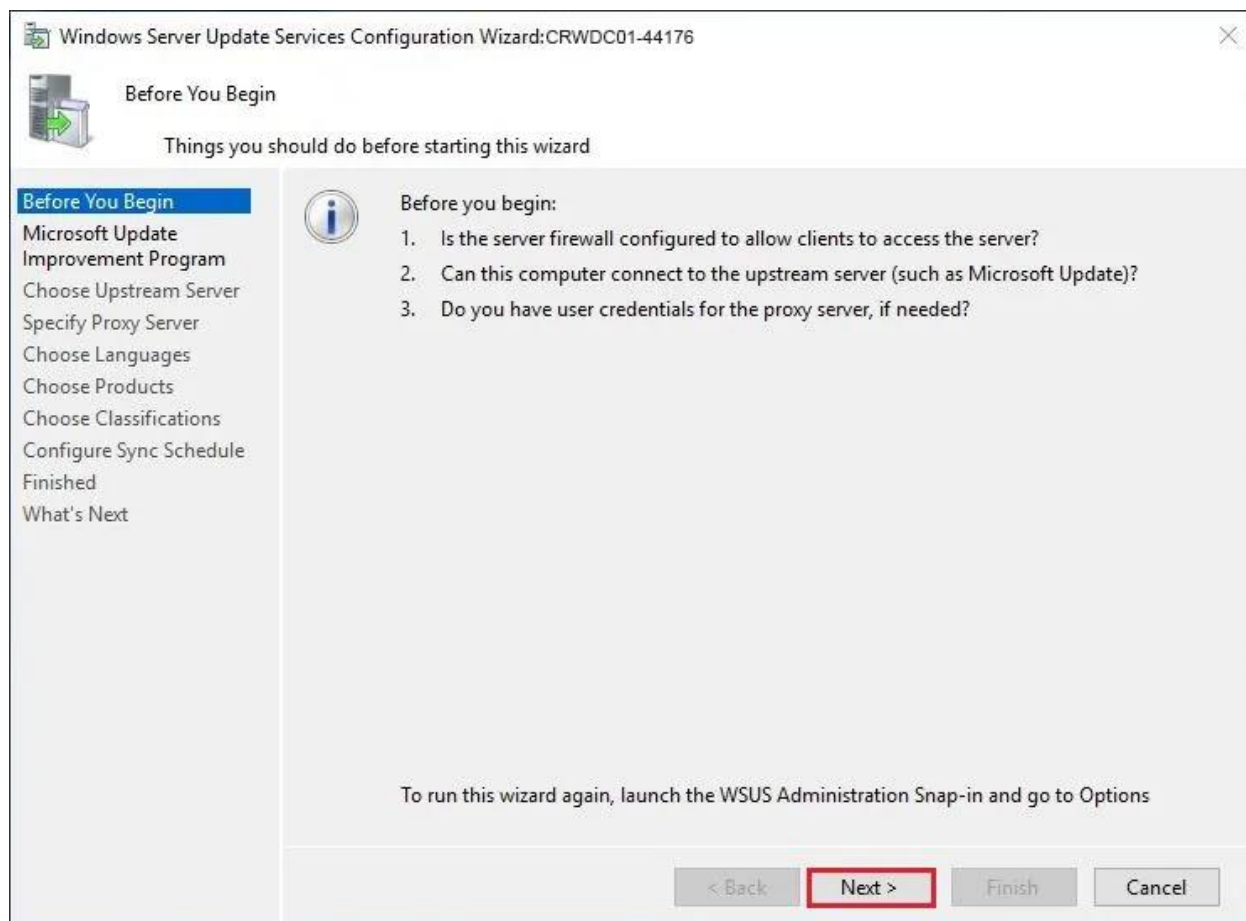 Windows Server Update Services Configuration Wizard:CRWDC01-44176
Before You Begin
Things you should do before starting this wizard
Before You Begin
Microsoft Update
Improvement Program
Choose Upstream Server
Specify Proxy Server
Choose Languages
Choose Products
Choose Classifications
Configure Sync Schedule
Finished
What's Next
Before you begin:
1. Is the server firewall configured to allow clients to access the server?
2. Can this computer connect to the upstream server (such as Microsoft Update)?
3. Do you have user credentials for the proxy server, if needed?
To run this wizard again, launch the WSUS Administration Snap-in and go to Options
< Back Next > Finish Cancel